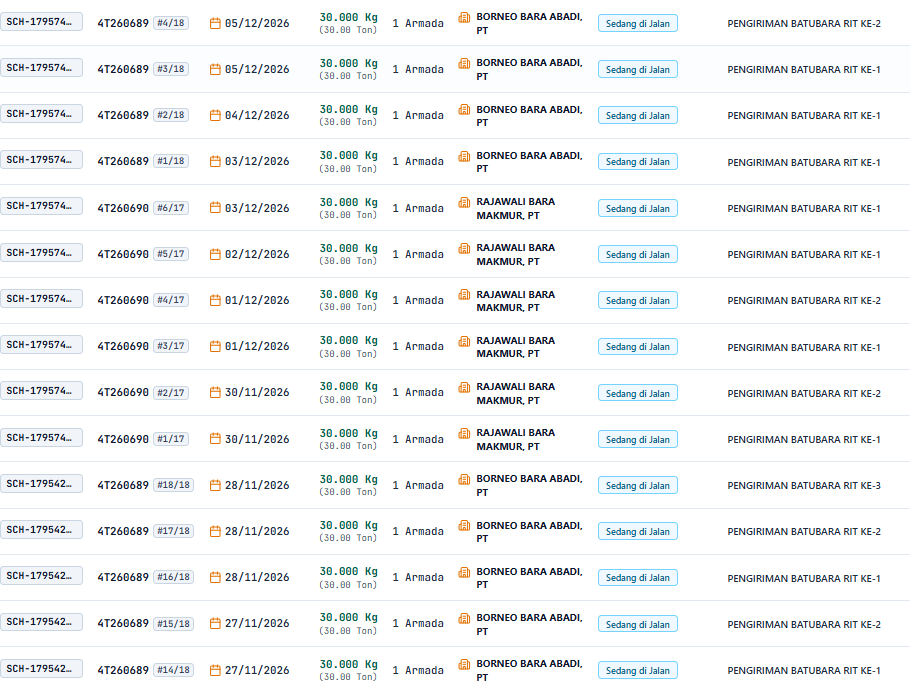 SCH-179574… 4T260689 #4/18 05/12/2026 30.000 Kg (30.00 Ton) 1 Armada BORNEO BARA ABADI, PT Sedang di Jalan PENGIRIMAN BATUBARA RIT KE-2
SCH-179574… 4T260689 #3/18 05/12/2026 30.000 Kg (30.00 Ton) 1 Armada BORNEO BARA ABADI, PT Sedang di Jalan PENGIRIMAN BATUBARA RIT KE-1
SCH-179574… 4T260689 #2/18 04/12/2026 30.000 Kg (30.00 Ton) 1 Armada BORNEO BARA ABADI, PT Sedang di Jalan PENGIRIMAN BATUBARA RIT KE-1
SCH-179574… 4T260689 #1/18 03/12/2026 30.000 Kg (30.00 Ton) 1 Armada BORNEO BARA ABADI, PT Sedang di Jalan PENGIRIMAN BATUBARA RIT KE-1
SCH-179574… 4T260690 #6/17 03/12/2026 30.000 Kg (30.00 Ton) 1 Armada RAJAWALI BARA MAKMUR, PT Sedang di Jalan PENGIRIMAN BATUBARA RIT KE-1
SCH-179574… 4T260690 #5/17 02/12/2026 30.000 Kg (30.00 Ton) 1 Armada RAJAWALI BARA MAKMUR, PT Sedang di Jalan PENGIRIMAN BATUBARA RIT KE-1
SCH-179574… 4T260690 #4/17 01/12/2026 30.000 Kg (30.00 Ton) 1 Armada RAJAWALI BARA MAKMUR, PT Sedang di Jalan PENGIRIMAN BATUBARA RIT KE-2
SCH-179574… 4T260690 #3/17 01/12/2026 30.000 Kg (30.00 Ton) 1 Armada RAJAWALI BARA MAKMUR, PT Sedang di Jalan PENGIRIMAN BATUBARA RIT KE-1
SCH-179574… 4T260690 #2/17 30/11/2026 30.000 Kg (30.00 Ton) 1 Armada RAJAWALI BARA MAKMUR, PT Sedang di Jalan PENGIRIMAN BATUBARA RIT KE-2
SCH-179574… 4T260690 #1/17 30/11/2026 30.000 Kg (30.00 Ton) 1 Armada RAJAWALI BARA MAKMUR, PT Sedang di Jalan PENGIRIMAN BATUBARA RIT KE-1
SCH-179542… 4T260689 #18/18 28/11/2026 30.000 Kg (30.00 Ton) 1 Armada BORNEO BARA ABADI, PT Sedang di Jalan PENGIRIMAN BATUBARA RIT KE-3
SCH-179542… 4T260689 #17/18 28/11/2026 30.000 Kg (30.00 Ton) 1 Armada BORNEO BARA ABADI, PT Sedang di Jalan PENGIRIMAN BATUBARA RIT KE-2
SCH-179542… 4T260689 #16/18 28/11/2026 30.000 Kg (30.00 Ton) 1 Armada BORNEO BARA ABADI, PT Sedang di Jalan PENGIRIMAN BATUBARA RIT KE-1
SCH-179542… 4T260689 #15/18 27/11/2026 30.000 Kg (30.00 Ton) 1 Armada BORNEO BARA ABADI, PT Sedang di Jalan PENGIRIMAN BATUBARA RIT KE-2
SCH-179542… 4T260689 #14/18 27/11/2026 30.000 Kg (30.00 Ton) 1 Armada BORNEO BARA ABADI, PT Sedang di Jalan PENGIRIMAN BATUBARA RIT KE-1